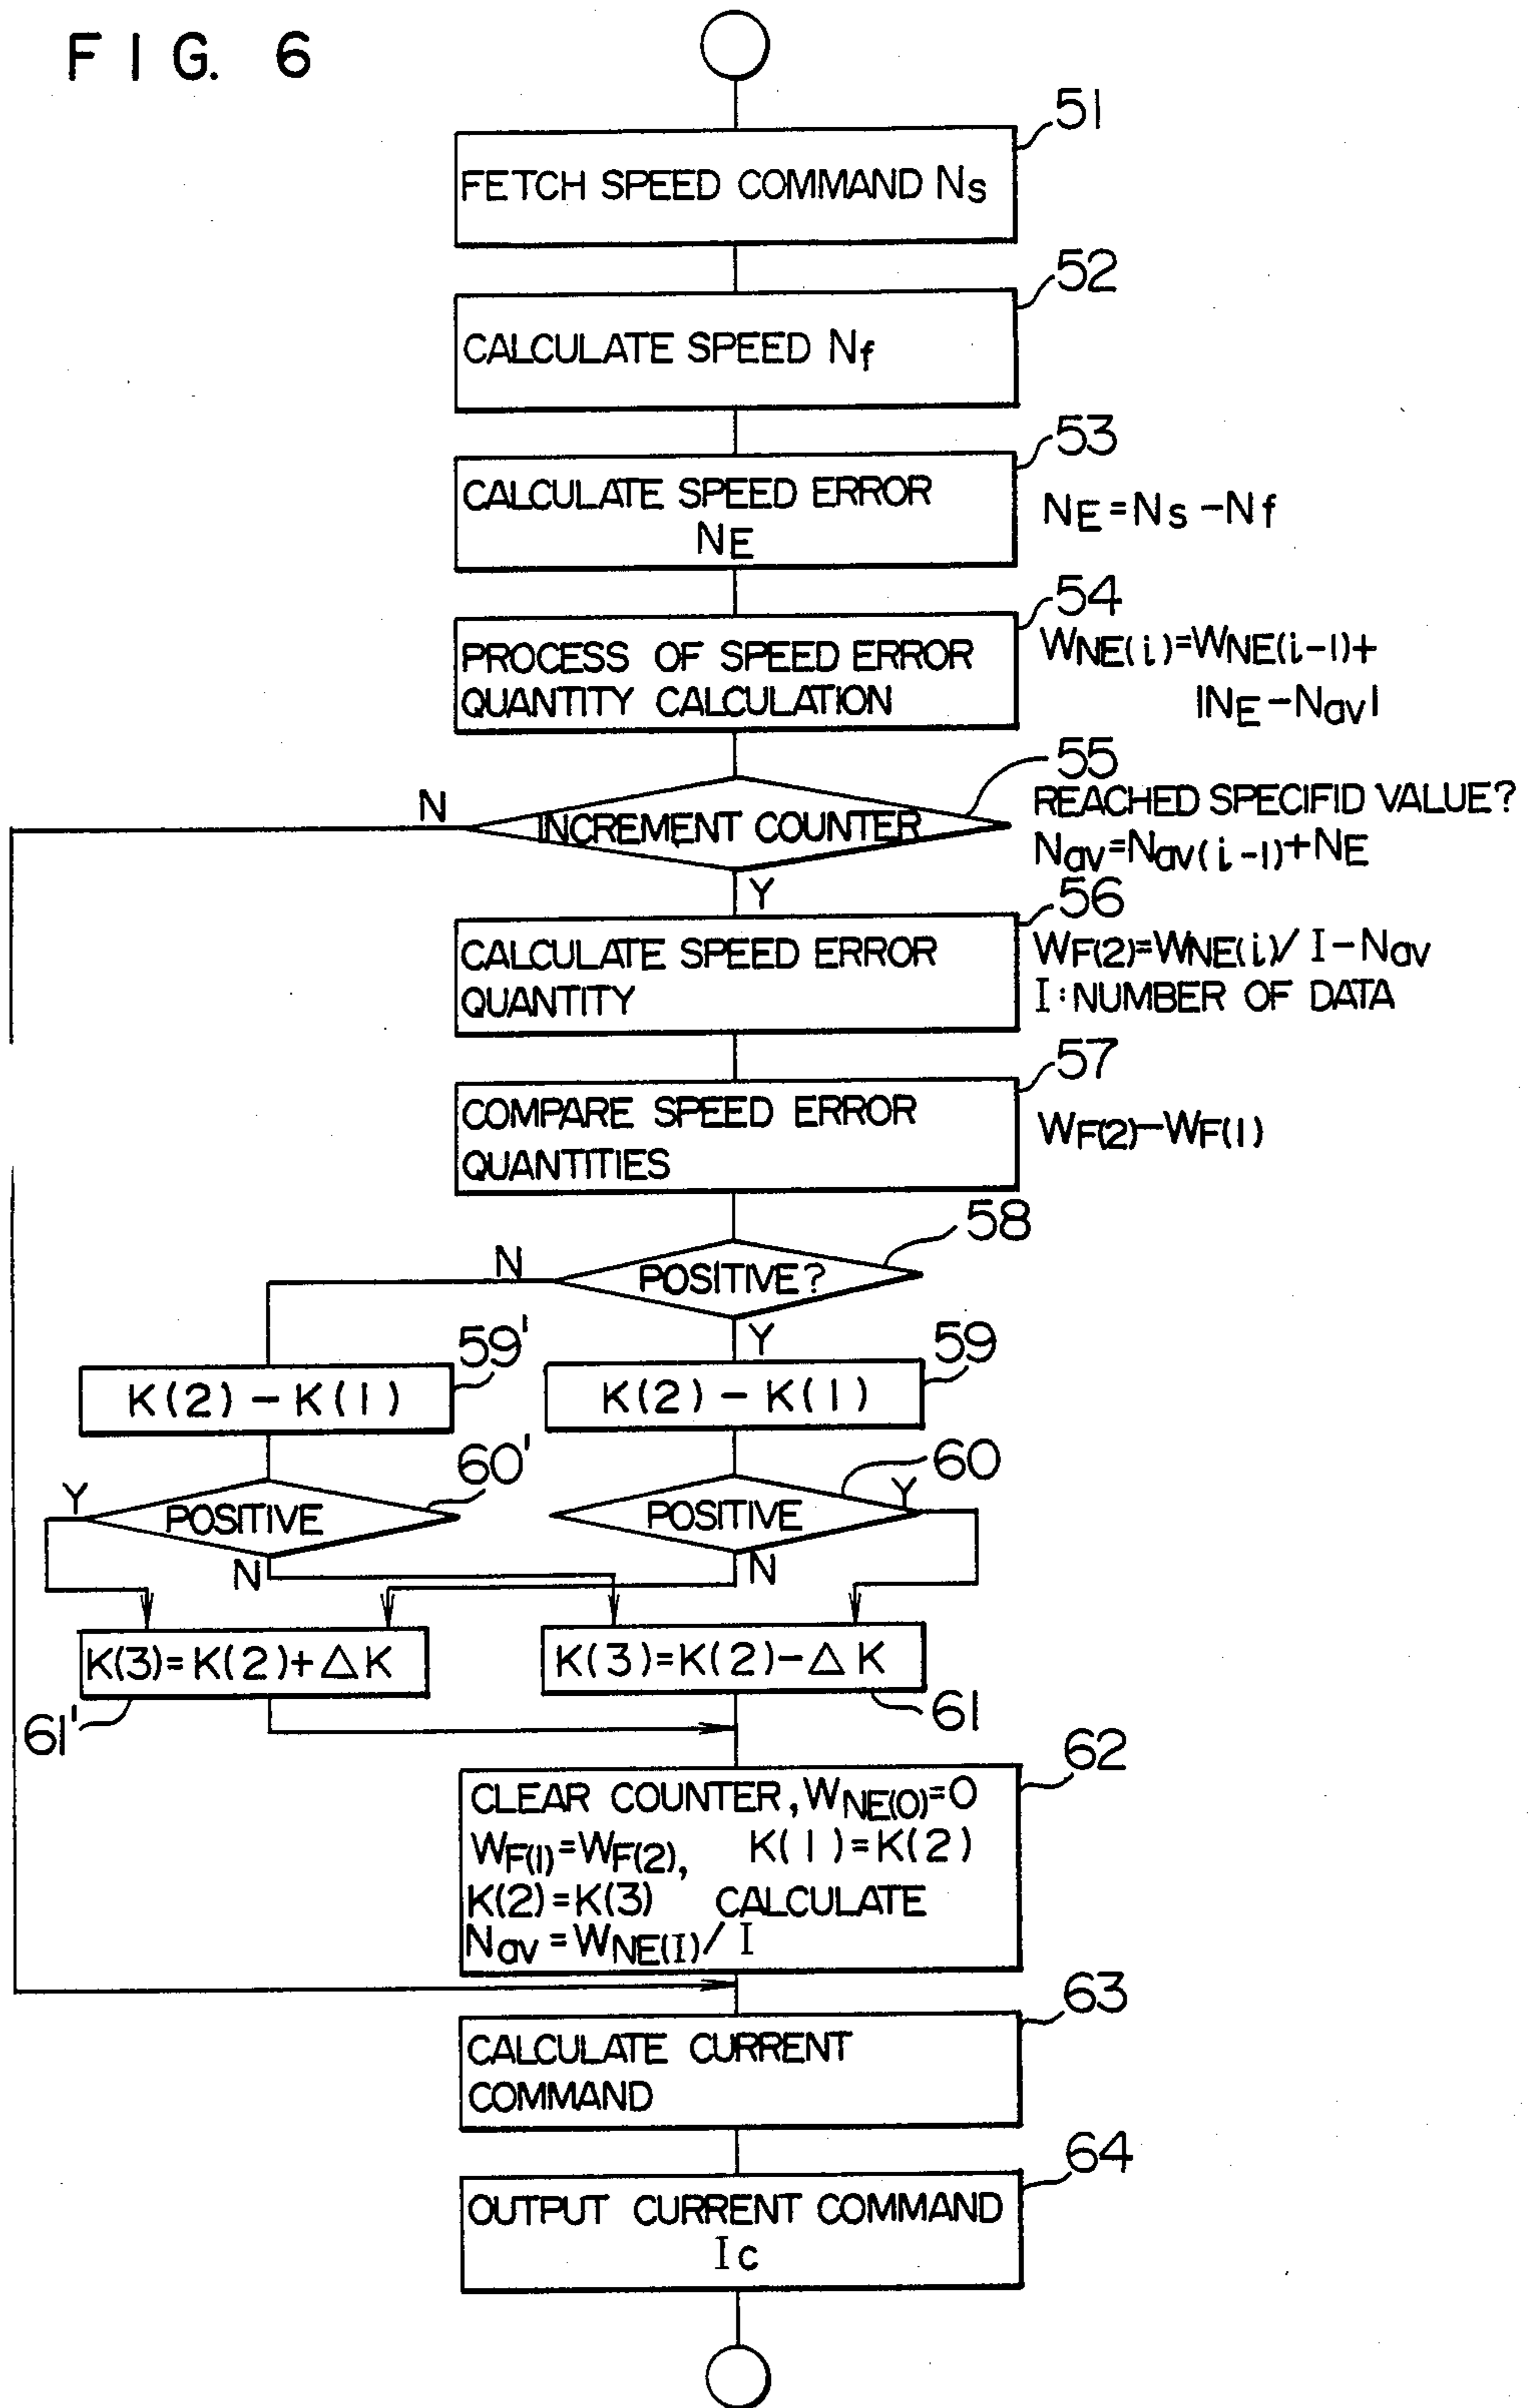 FIG. 6
51
FETCH SPEED COMMAND Ns
52
CALCULATE SPEED Nf
53
CALCULATE SPEED ERROR
NE
NE=Ns-Nf
54
PROCESS OF SPEED ERROR
QUANTITY CALCULATION
WNE(i)=WNE(i-1)+
|NE-Nav|
55
N
INCREMENT COUNTER
REACHED SPECIFID VALUE?
Nav=Nav(i-1)+NE
Y
56
CALCULATE SPEED ERROR
QUANTITY
WF(2)=WNE(i)/I-Nav
I:NUMBER OF DATA
57
COMPARE SPEED ERROR
QUANTITIES
WF(2)-WF(1)
58
N
POSITIVE?
Y
59'
K(2)-K(1)
59
K(2)-K(1)
60'
Y
POSITIVE
N
60
POSITIVE
Y
N
K(3)=K(2)+ΔK
61'
K(3)=K(2)-ΔK
61
62
CLEAR COUNTER, WNE(0)=0
WF(1)=WF(2), K(1)=K(2)
K(2)=K(3) CALCULATE
Nav=WNE(I)/I
63
CALCULATE CURRENT
COMMAND
64
OUTPUT CURRENT COMMAND
Ic